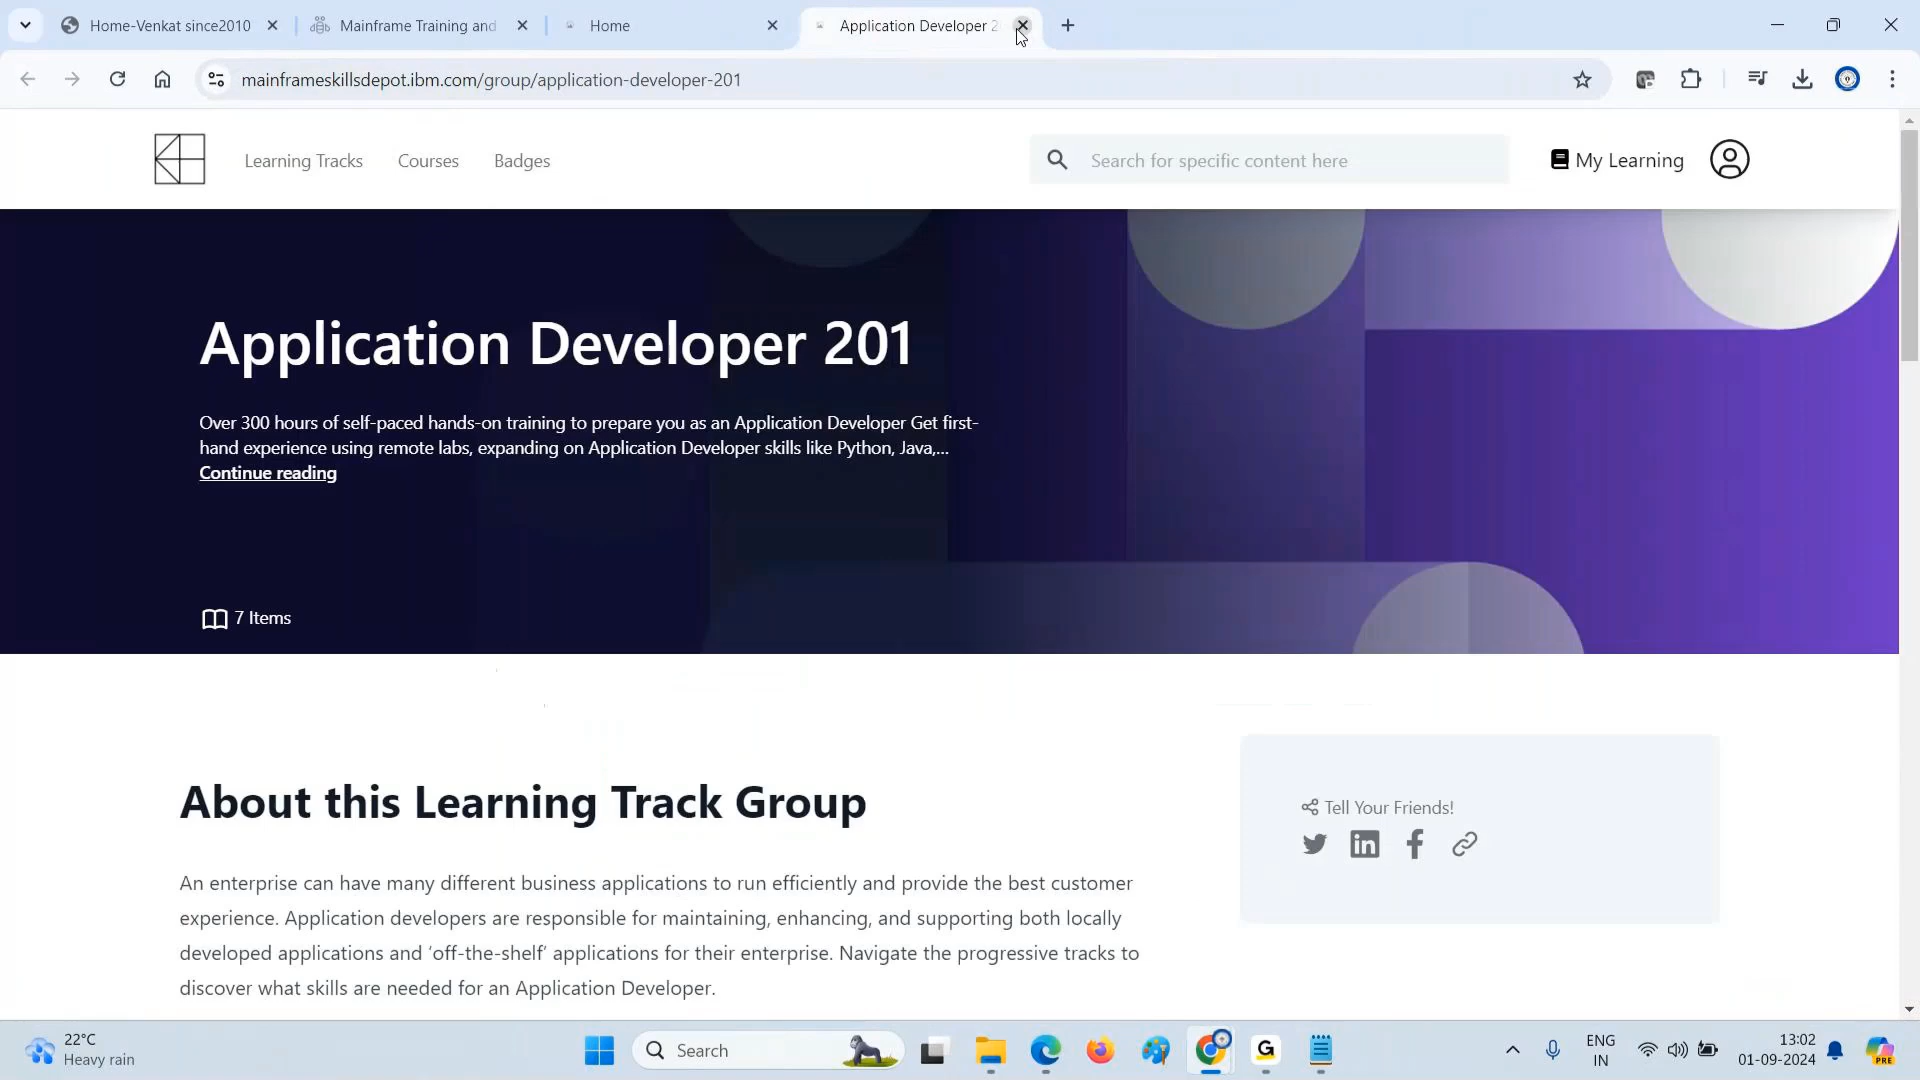 Home-Venkat since2010
Mainframe Training and
Home
Application Developer 2
mainframeskillsdepot.ibm.com/group/application-developer-201
Learning Tracks
Courses
Badges
Search for specific content here
My Learning
Application Developer 201
Over 300 hours of self-paced hands-on training to prepare you as an Application Developer Get first-
hand experience using remote labs, expanding on Application Developer skills like Python, Java,...
Continue reading
7 Items
About this Learning Track Group
An enterprise can have many different business applications to run efficiently and provide the best customer
experience. Application developers are responsible for maintaining, enhancing, and supporting both locally
developed applications and ‘off-the-shelf’ applications for their enterprise. Navigate the progressive tracks to
discover what skills are needed for an Application Developer.
Tell Your Friends!
22°C
Heavy rain
Search
ENG
IN
13:02
01-09-2024
PRE